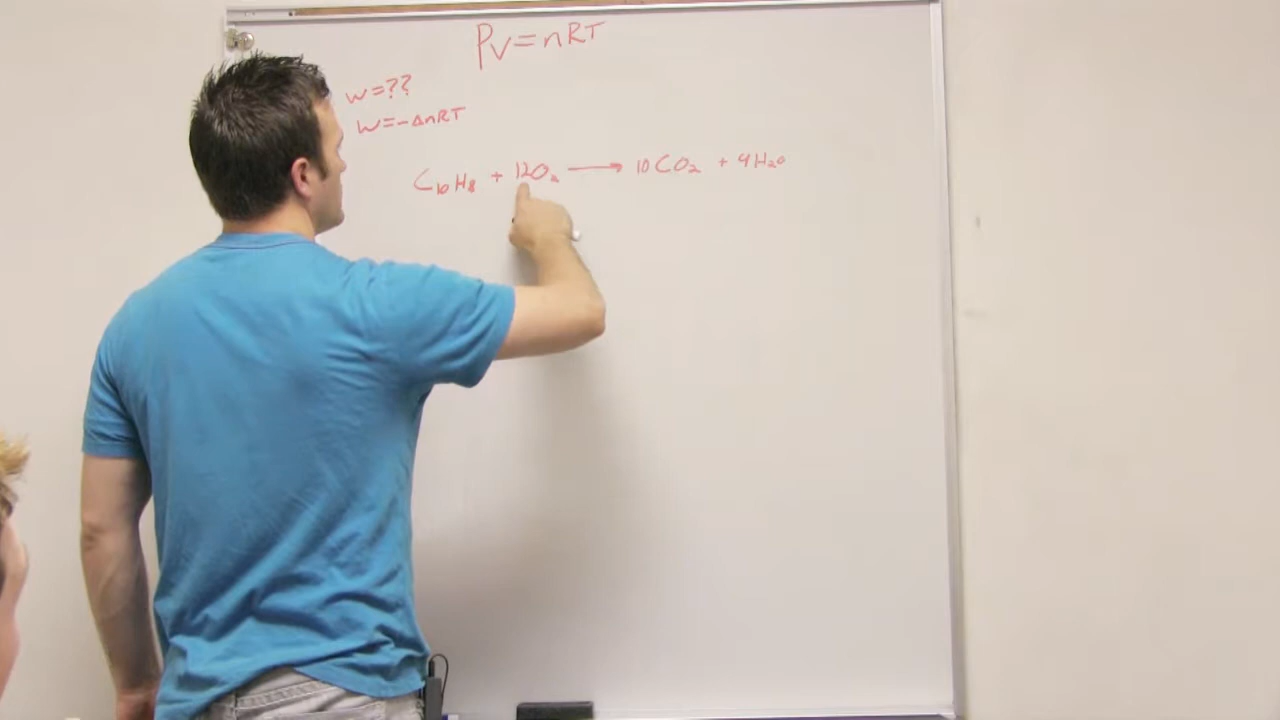 PV=nRT
w=??
w=-ΔnRT
C₁₀H₈ + 12O₂ ⟶ 10CO₂ + 4H₂O